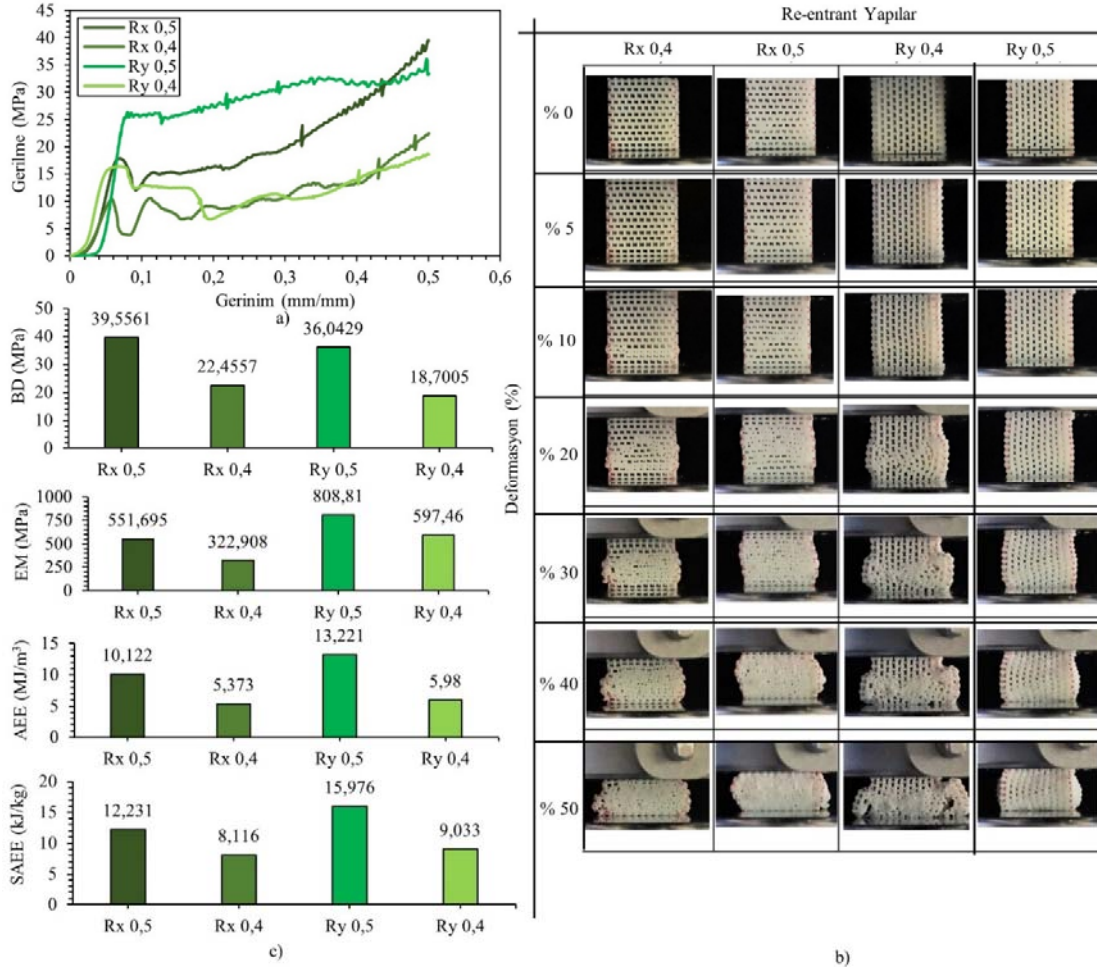 45
40
35
30
25
20
15
10
5
0
Gerilme (MPa)
Rx 0,5
Rx 0,4
Ry 0,5
Ry 0,4
0 0,1 0,2 0,3 0,4 0,5 0,6
Gerinim (mm/mm)
a)
50
40
30
20
10
0
BD (MPa)
39,5561 22,4557 36,0429 18,7005
Rx 0,5 Rx 0,4 Ry 0,5 Ry 0,4
1000
750
500
250
0
EM (MPa)
551,695 322,908 808,81 597,46
Rx 0,5 Rx 0,4 Ry 0,5 Ry 0,4
15
10
5
0
AEE (MJ/m³)
10,122 5,373 13,221 5,98
Rx 0,5 Rx 0,4 Ry 0,5 Ry 0,4
20
15
10
5
0
SAEE (kJ/kg)
12,231 8,116 15,976 9,033
Rx 0,5 Rx 0,4 Ry 0,5 Ry 0,4
c)
Re-entrant Yapılar
Rx 0,4 Rx 0,5 Ry 0,4 Ry 0,5
Deformasyon (%)
% 0
% 5
% 10
% 20
% 30
% 40
% 50
b)